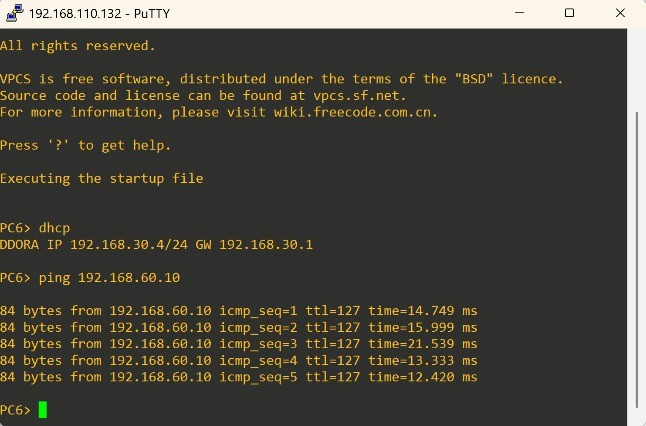 192.168.110.132 - PuTTY
All rights reserved.
VPCS is free software, distributed under the terms of the "BSD" licence.
Source code and license can be found at vpcs.sf.net.
For more information, please visit wiki.freecode.com.cn.
Press '?' to get help.
Executing the startup file
PC6> dhcp
DDORA IP 192.168.30.4/24 GW 192.168.30.1
PC6> ping 192.168.60.10
84 bytes from 192.168.60.10 icmp_seq=1 ttl=127 time=14.749 ms
84 bytes from 192.168.60.10 icmp_seq=2 ttl=127 time=15.999 ms
84 bytes from 192.168.60.10 icmp_seq=3 ttl=127 time=21.539 ms
84 bytes from 192.168.60.10 icmp_seq=4 ttl=127 time=13.333 ms
84 bytes from 192.168.60.10 icmp_seq=5 ttl=127 time=12.420 ms
PC6>